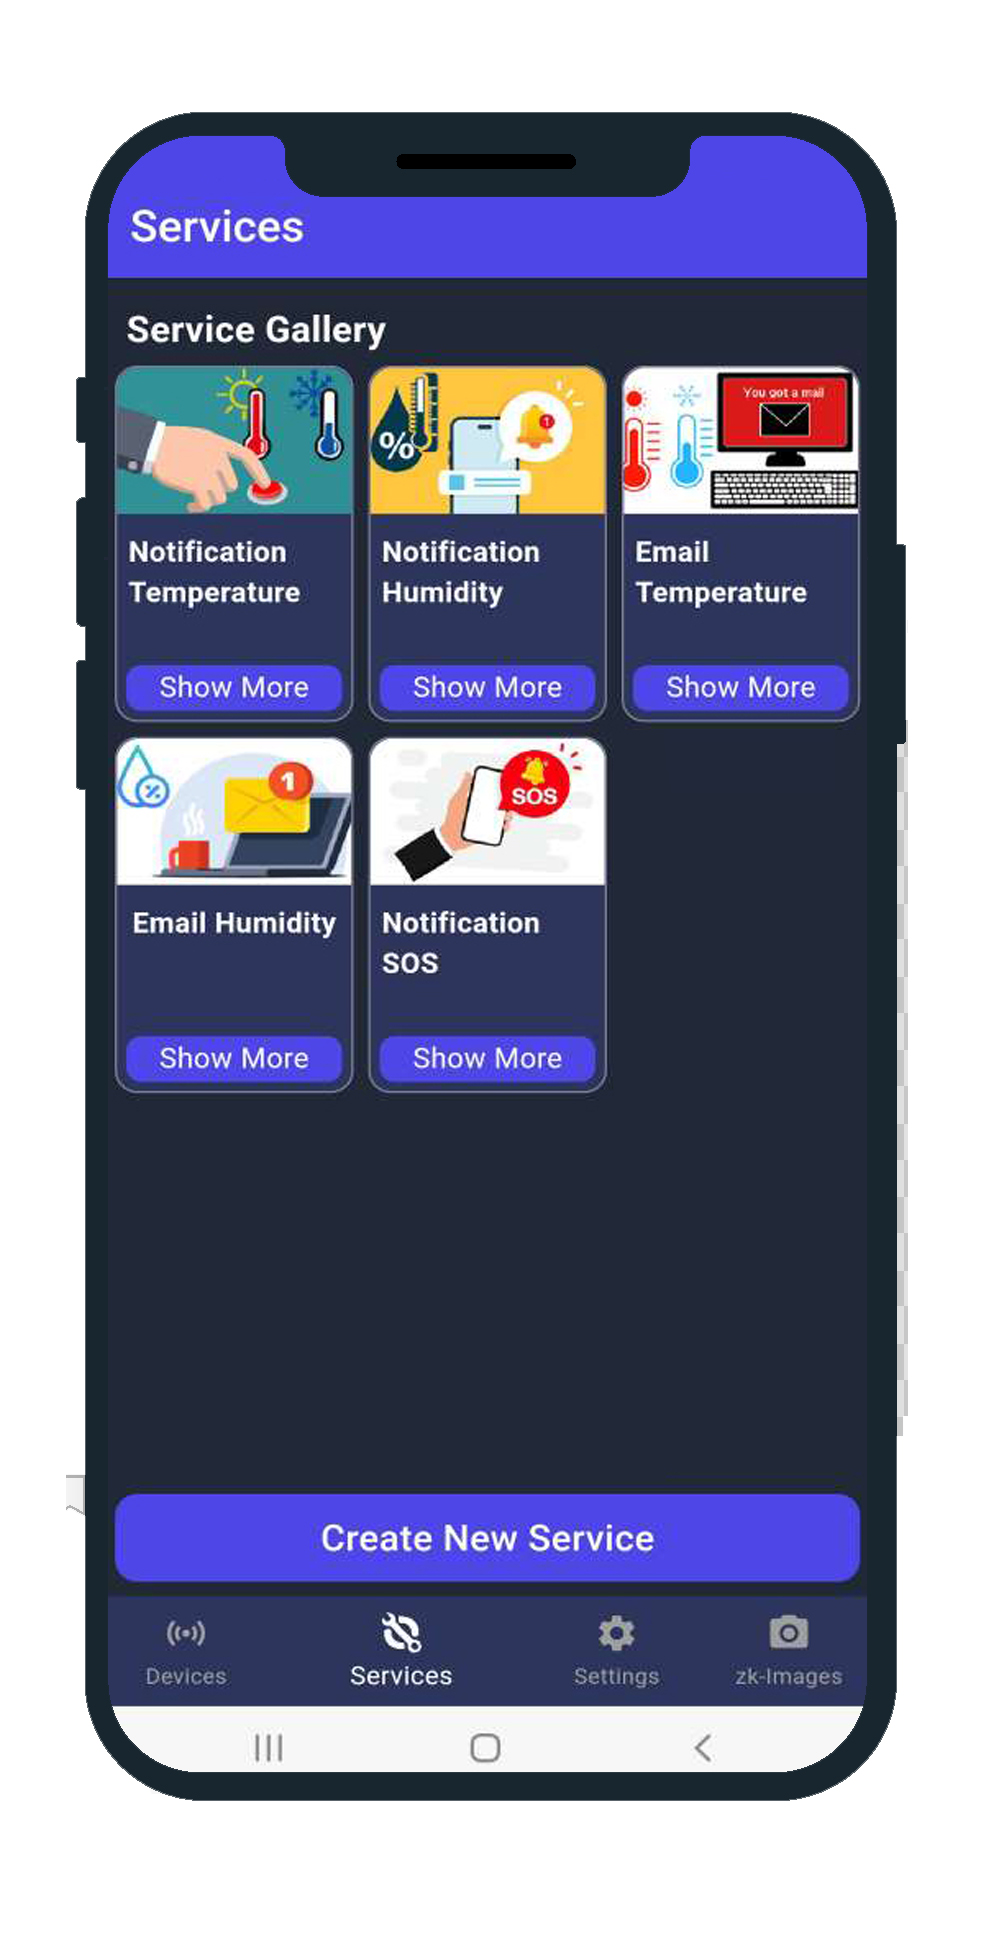 Services
Service Gallery
%
1
You got a mail
Notification
Temperature
Notification
Humidity
Email
Temperature
Show More
Show More
Show More
%
1
SOS
Email Humidity
Notification
SOS
Show More
Show More
Create New Service
Devices
Services
Settings
zk-Images